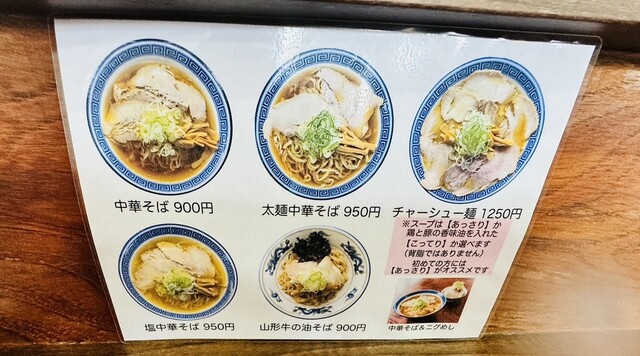 中華そば 900円
太麺中華そば 950円
チャーシュー麺 1250円
※スープは【あっさり】か
鶏と豚の香味油を入れた
【こってり】か選べます
(背脂ではありません)
初めての方には
【あっさり】がオススメです
塩中華そば 950円
山形牛の油そば 900円
中華そば&ニグめし